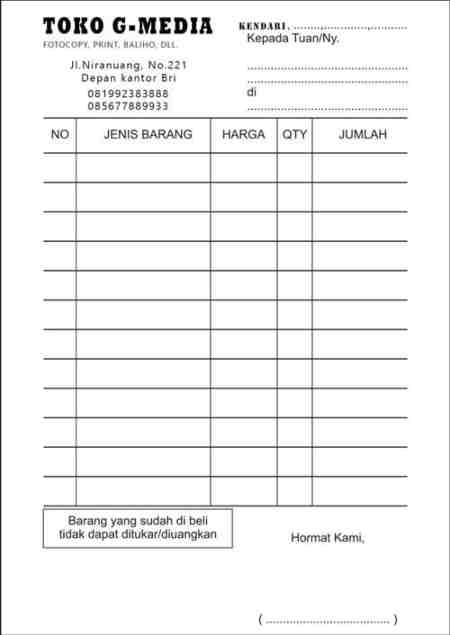 TOKO G-MEDIA
FOTOCOPY, PRINT, BALIHO, DLL.
Jl.Niranuang, No.221
Depan kantor Bri
081992383888
085677889933
KENDARI, ................,..............,............
Kepada Tuan/Ny.
................................................
................................................
di
................................................
NO JENIS BARANG HARGA QTY JUMLAH
Barang yang sudah di beli
tidak dapat ditukar/diuangkan
Hormat Kami,
( ..................................... )